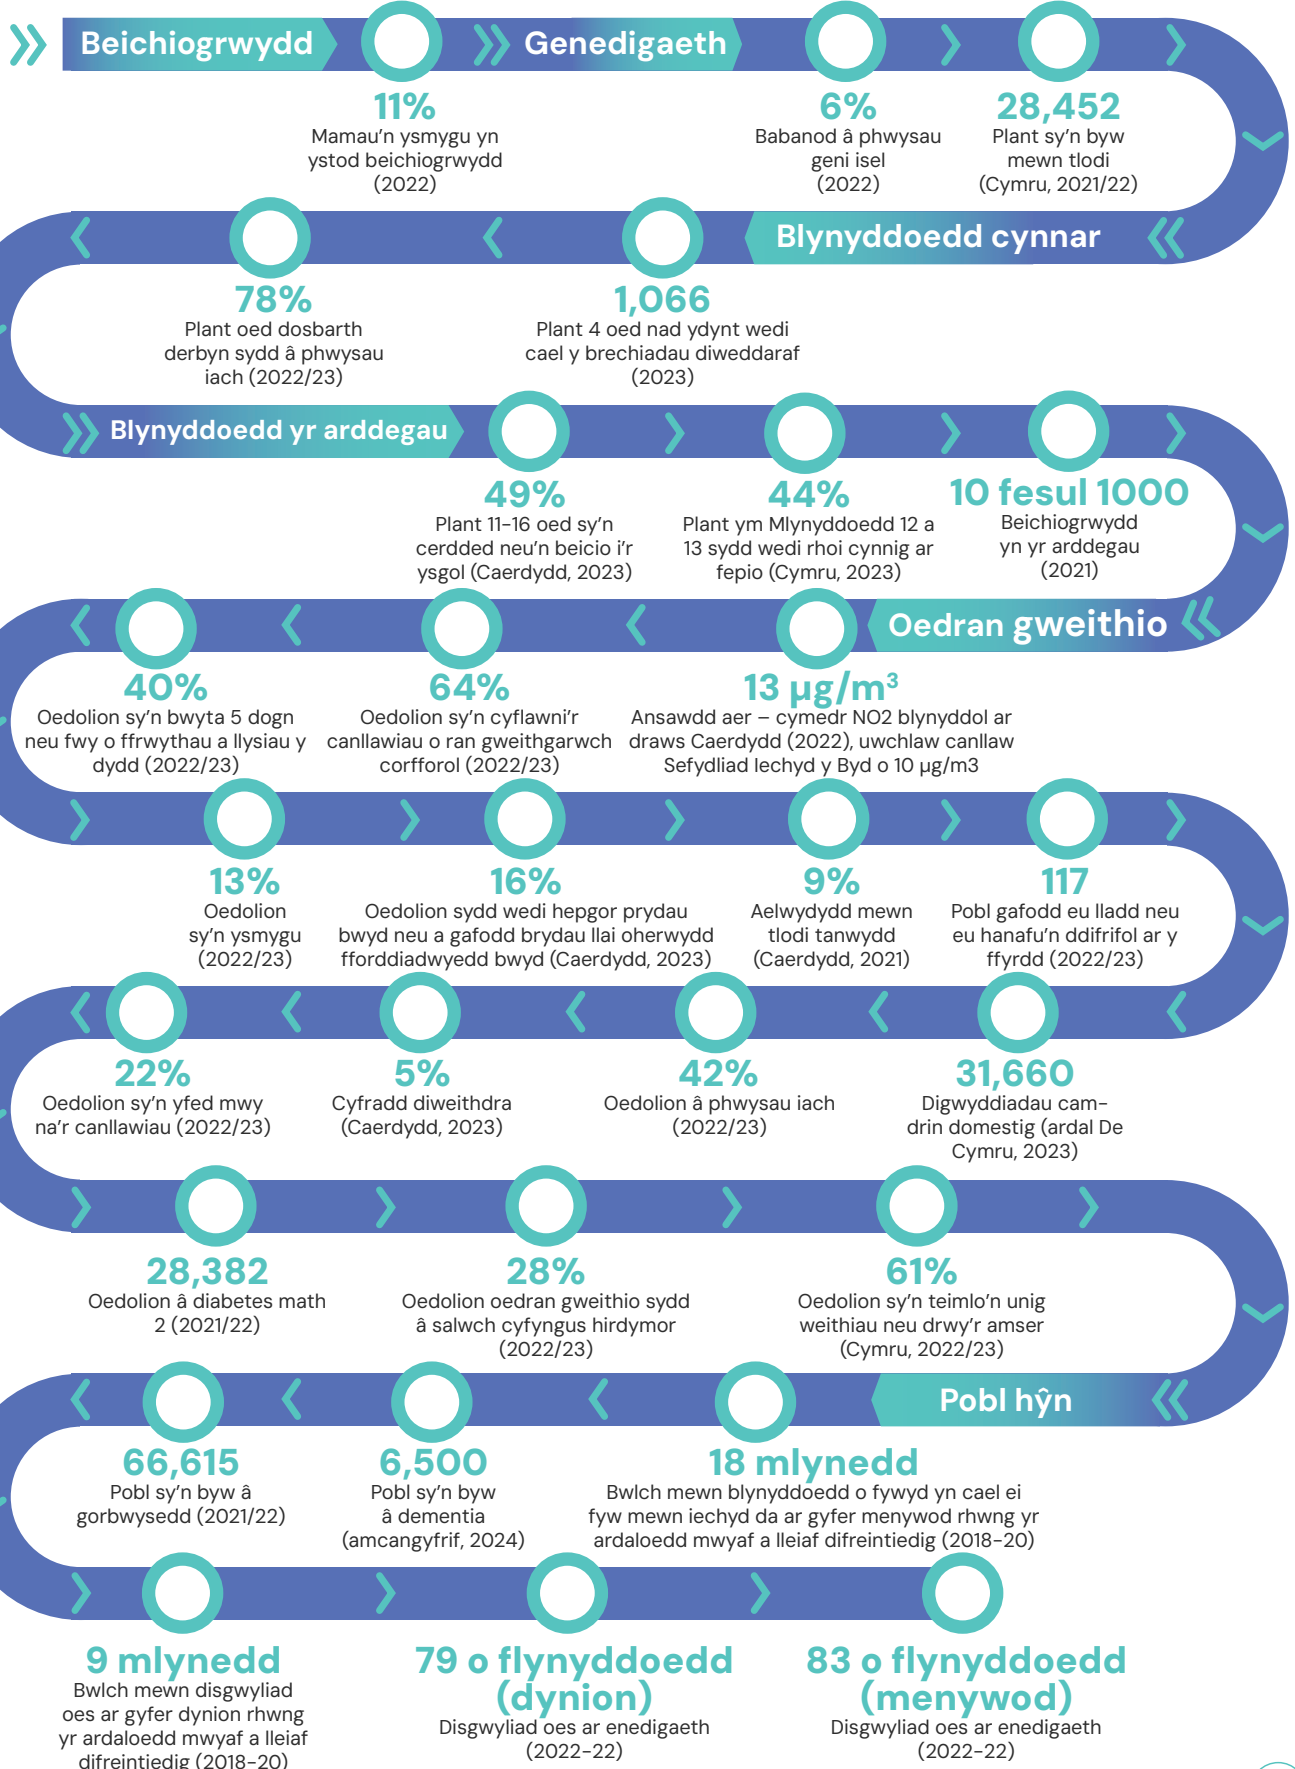 Beichiogrwydd
11%
Mamau'n ysmygu yn
ystod beichiogrwydd
(2022)
Genedigaeth
6%
Babanod â phwysau
geni isel
(2022)
28,452
Plant sy'n byw
mewn tlodi
(Cymru, 2021/22)
Blynyddoedd cynnar
1,066
Plant 4 oed nad ydynt wedi
cael y brechiadau diweddaraf
(2023)
78%
Plant oed dosbarth
derbyn sydd â phwysau
iach (2022/23)
Blynyddoedd yr arddegau
49%
Plant 11-16 oed sy'n
cerdded neu'n beicio i'r
ysgol (Caerdydd, 2023)
44%
Plant ym Mlynyddoedd 12 a
13 sydd wedi rhoi cynnig ar
fepio (Cymru, 2023)
10 fesul 1000
Beichiogrwydd
yn yr arddegau
(2021)
Oedran gweithio
13 µg/m³
Ansawdd aer – cymedr NO2 blynyddol ar
draws Caerdydd (2022), uwchlaw canllaw
Sefydliad Iechyd y Byd o 10 µg/m3
64%
Oedolion sy'n cyflawni'r
canllawiau o ran gweithgarwch
corfforol (2022/23)
40%
Oedolion sy'n bwyta 5 dogn
neu fwy o ffrwythau a llysiau y
dydd (2022/23)
13%
Oedolion
sy'n ysmygu
(2022/23)
16%
Oedolion sydd wedi hepgor prydau
bwyd neu a gafodd brydau llai oherwydd
fforddiadwyedd bwyd (Caerdydd, 2023)
9%
Aelwydydd mewn
tlodi tanwydd
(Caerdydd, 2021)
117
Pobl gafodd eu lladd neu
eu hanafu'n ddifrifol ar y
ffyrdd (2022/23)
31,660
Digwyddiadau cam-
drin domestig (ardal De
Cymru, 2023)
42%
Oedolion â phwysau iach
(2022/23)
5%
Cyfradd diweithdra
(Caerdydd, 2023)
22%
Oedolion sy'n yfed mwy
na'r canllawiau (2022/23)
28,382
Oedolion â diabetes math
2 (2021/22)
28%
Oedolion oedran gweithio sydd
â salwch cyfyngus hirdymor
(2022/23)
61%
Oedolion sy'n teimlo'n unig
weithiau neu drwy'r amser
(Cymru, 2022/23)
Pobl hŷn
18 mlynedd
Bwlch mewn blynyddoedd o fywyd yn cael ei
fyw mewn iechyd da ar gyfer menywod rhwng yr
ardaloedd mwyaf a lleiaf difreintiedig (2018-20)
6,500
Pobl sy'n byw
â dementia
(amcangyfrif, 2024)
66,615
Pobl sy'n byw â
gorbwysedd (2021/22)
9 mlynedd
Bwlch mewn disgwyliad
oes ar gyfer dynion rhwng
yr ardaloedd mwyaf a lleiaf
difreintiedig (2018-20)
79 o flynyddoedd
(dynion)
Disgwyliad oes ar enedigaeth
(2022-22)
83 o flynyddoedd
(menywod)
Disgwyliad oes ar enedigaeth
(2022-22)